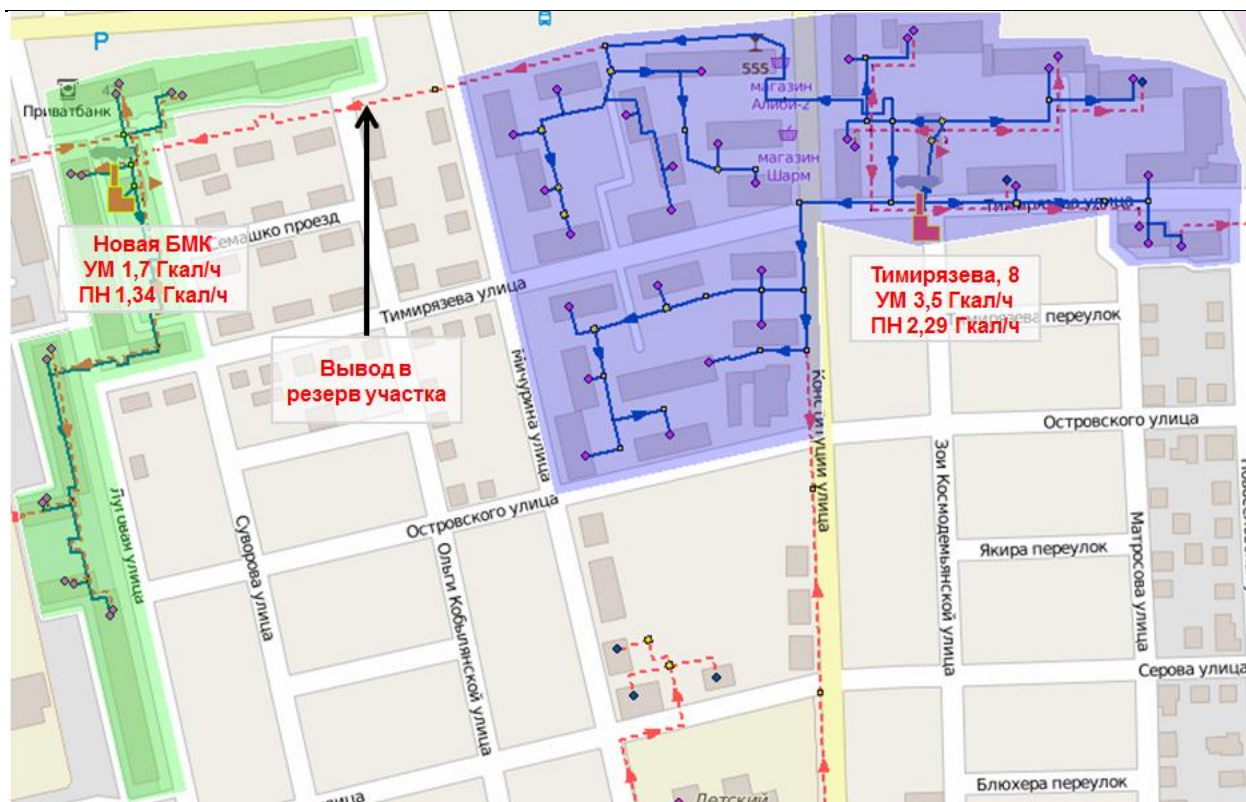 P
555
магазин
Алиби-2
Приватбанк
магазин
Шарм
Тимирязева улица
Семашко проезд
Новая БМК
УМ 1,7 Гкал/ч
ПН 1,34 Гкал/ч
Тимирязева, 8
УМ 3,5 Гкал/ч
ПН 2,29 Гкал/ч
Тимирязева переулок
Тимирязева улица
Вывод в
резерв участка
Мичурина улица
Конституции улица
Островского улица
Зои Космодемьянской улица
Луговая улица
Островского улица
Суворова улица
Ольги Кобылянской улица
Якира переулок
Матросова улица
Серова улица
Блюхера переулок
улица
Детский